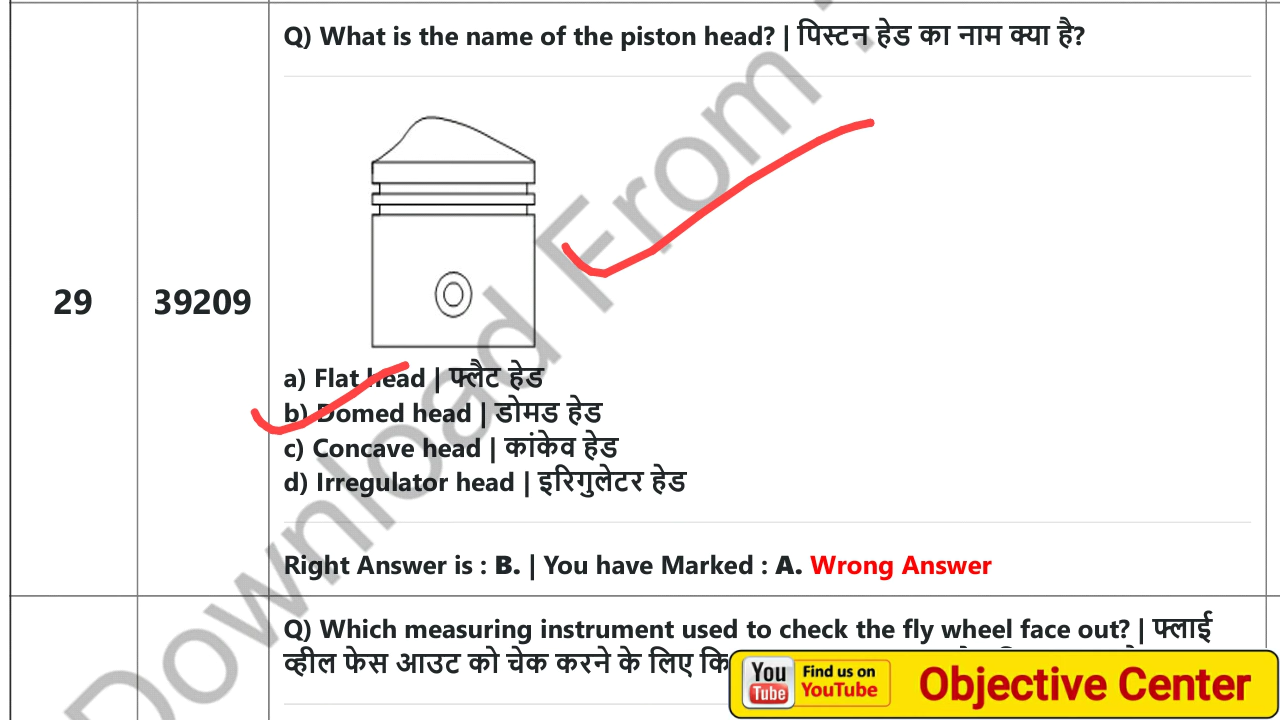 Q) What is the name of the piston head? | पिस्टन हेड का नाम क्या है?
29
39209
a) Flat head | फ्लैट हेड
b) Domed head | डोमड हेड
c) Concave head | कांकेव हेड
d) Irregulator head | इरिगुलेटर हेड
Right Answer is : B. | You have Marked : A. Wrong Answer
Q) Which measuring instrument used to check the fly wheel face out? | फ्लाई
व्हील फेस आउट को चेक करने के लिए
Download From
You Tube
Find us on
YouTube
Objective Center